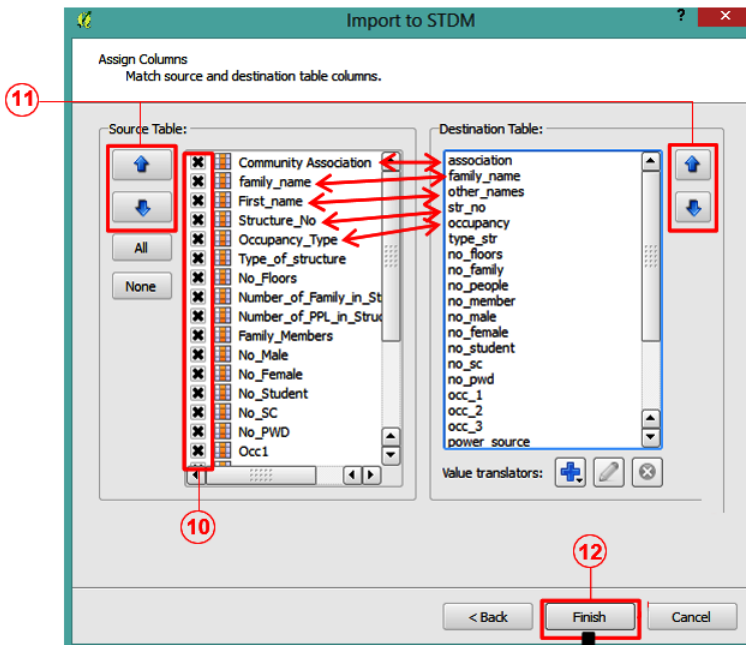 Import to STDM
? ×
Assign Columns
Match source and destination table columns.
11
Source Table:
All
None
Community Association
family_name
First_name
Structure_No
Occupancy_Type
Type_of_structure
No_Floors
Number_of_Family_in_St
Number_of_PPL_in_Struc
Family_Members
No_Male
No_Female
No_Student
No_SC
No_PWD
Occ1
Destination Table:
association
family_name
other_names
str_no
occupancy
type_str
no_floors
no_family
no_people
no_member
no_male
no_female
no_student
no_sc
no_pwd
occ_1
occ_2
occ_3
power_source
Value translators:
10
12
< Back
Finish
Cancel